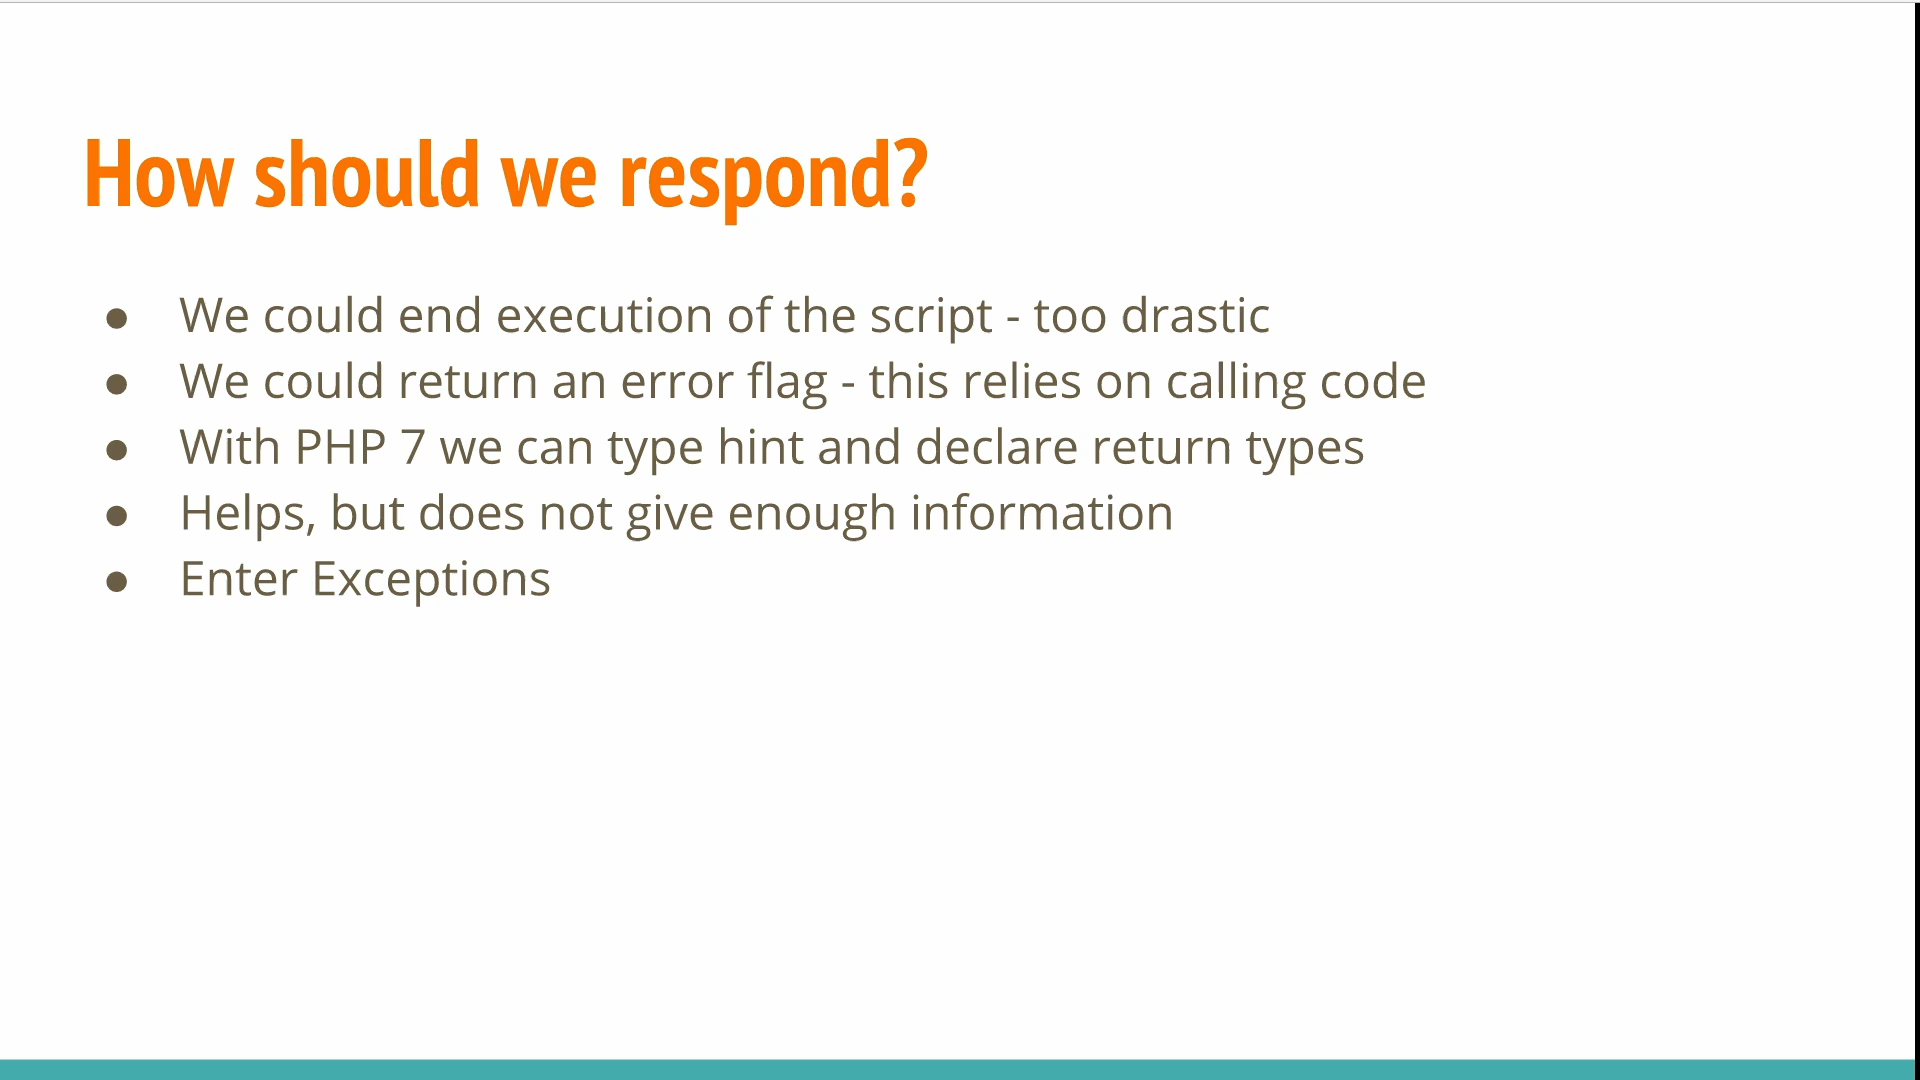 How should we respond?
● We could end execution of the script - too drastic
● We could return an error flag - this relies on calling code
● With PHP 7 we can type hint and declare return types
● Helps, but does not give enough information
● Enter Exceptions